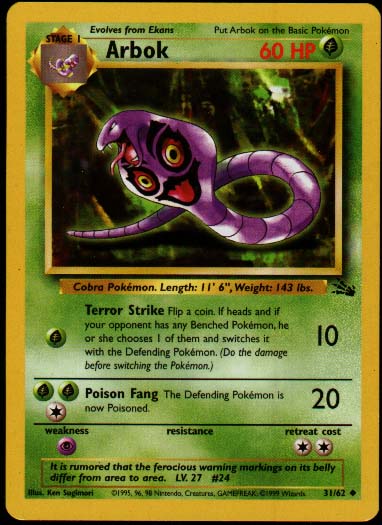 Evolves from Ekans Put Arbok on the Basic Pokémon
STAGE 1
Arbok 60 HP
Cobra Pokémon. Length: 11' 6", Weight: 143 lbs.
Terror Strike Flip a coin. If heads and if
your opponent has any Benched Pokémon, he
or she chooses 1 of them and switches it
with the Defending Pokémon. (Do the damage
before switching the Pokémon.)
10
Poison Fang The Defending Pokémon is
now Poisoned.
20
weakness resistance retreat cost
It is rumored that the ferocious warning markings on its belly
differ from area to area. LV. 27 #24
Illus. Ken Sugimori ©1995, 96, 98 Nintendo, Creatures, GAMEFREAK. ©1999 Wizards. 31/62